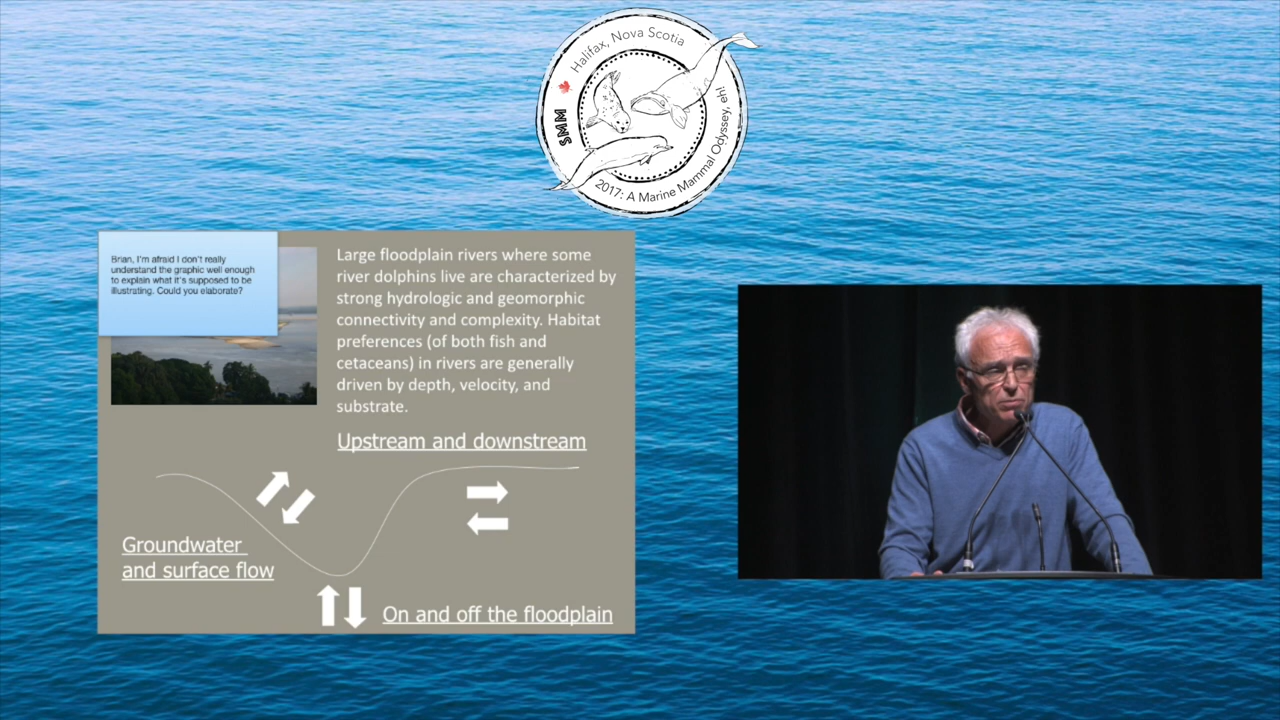 Halifax, Nova Scotia
SMM
2017: A Marine Mammal Odyssey, eh!
Brian, I'm afraid I don't really
understand the graphic well enough
to explain what it's supposed to be
illustrating. Could you elaborate?
Large floodplain rivers where some
river dolphins live are characterized by
strong hydrologic and geomorphic
connectivity and complexity. Habitat
preferences (of both fish and
cetaceans) in rivers are generally
driven by depth, velocity, and
substrate.
Upstream and downstream
Groundwater
and surface flow
On and off the floodplain